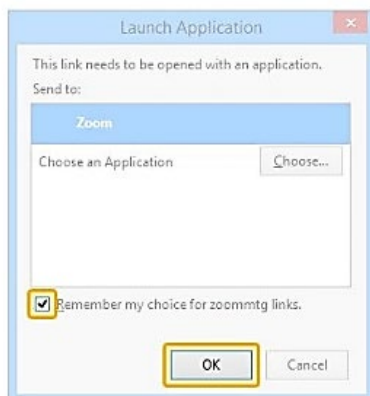 Launch Application
This link needs to be opened with an application.
Send to:
Zoom
Choose an Application Choose...
Remember my choice for zoommtg links.
OK Cancel